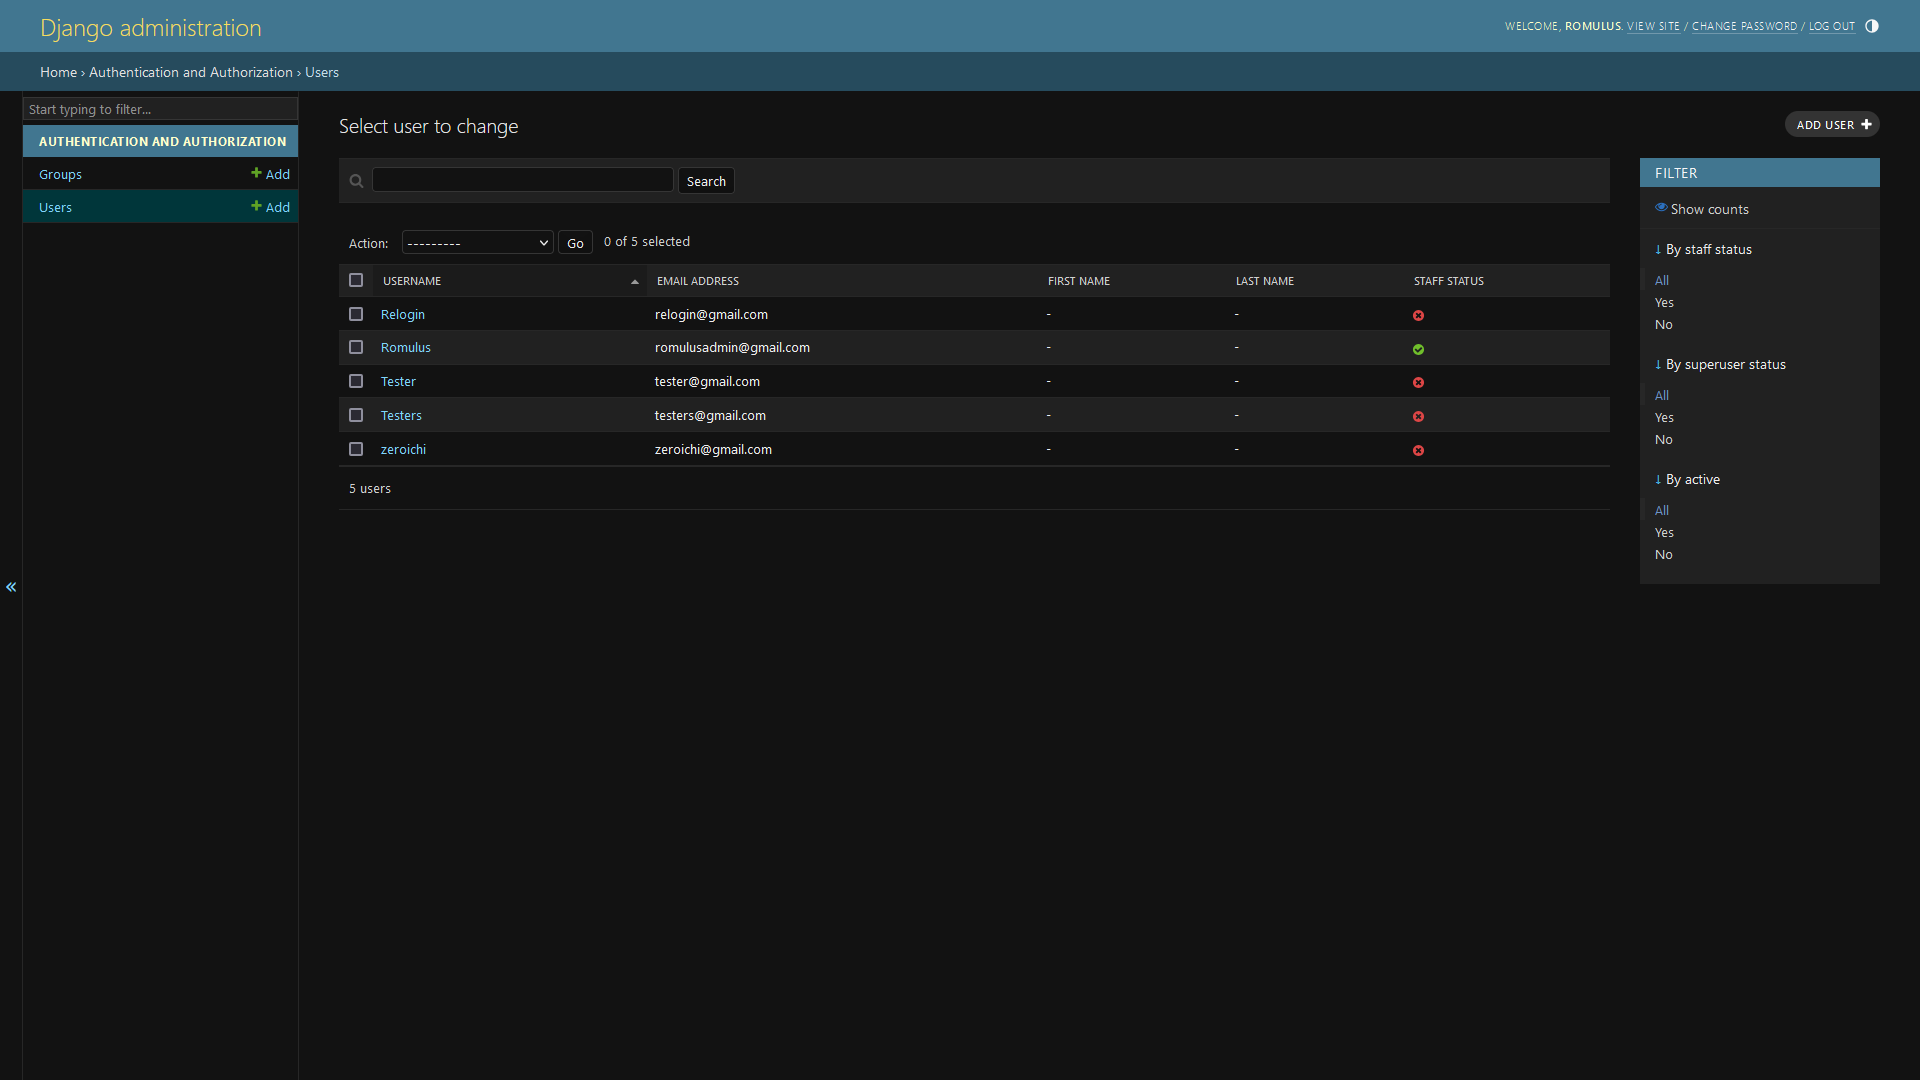 Django administration
WELCOME, ROMULUS. VIEW SITE / CHANGE PASSWORD / LOG OUT
Home › Authentication and Authorization › Users
Start typing to filter...
AUTHENTICATION AND AUTHORIZATION
Groups + Add
Users + Add
«
Select user to change
ADD USER +
Search
Action: --------- Go 0 of 5 selected
USERNAME EMAIL ADDRESS FIRST NAME LAST NAME STAFF STATUS
Relogin relogin@gmail.com - -
Romulus romulusadmin@gmail.com - -
Tester tester@gmail.com - -
Testers testers@gmail.com - -
zeroichi zeroichi@gmail.com - -
5 users
FILTER
Show counts
↓ By staff status
All
Yes
No
↓ By superuser status
All
Yes
No
↓ By active
All
Yes
No